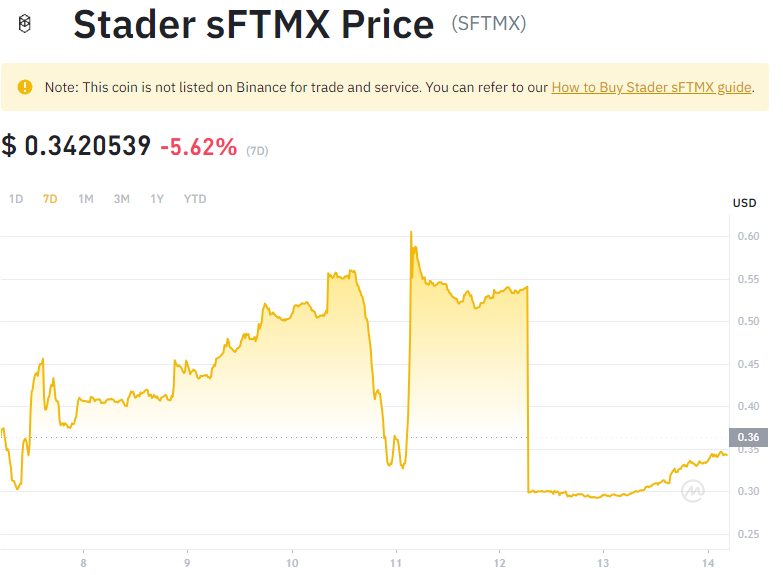 Stader sFTMX Price (SFTMX)
Note: This coin is not listed on Binance for trade and service. You can refer to our How to Buy Stader sFTMX guide.
$ 0.3420539 -5.62% (7D)
1D 7D 1M 3M 1Y YTD
USD
0.60
0.55
0.50
0.45
0.40
0.36
0.35
0.30
0.25
8 9 10 11 12 13 14